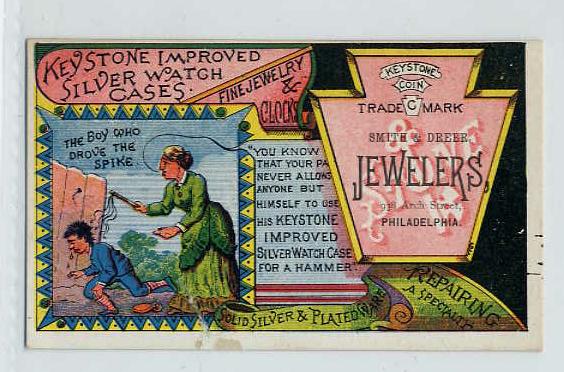 KEYSTONE IMPROVED
SILVER WATCH
CASES.
FINE JEWELRY
&
CLOCKS
THE BOY WHO
DROVE THE
SPIKE
"YOU KNOW
THAT YOUR PA
NEVER ALLOWS
ANYONE BUT
HIMSELF TO USE
HIS KEYSTONE
IMPROVED
SILVER WATCH CASE
FOR A HAMMER"
KEYSTONE
COIN
C
TRADE MARK
SMITH & DREER,
JEWELERS,
Arch Street,
PHILADELPHIA.
SOLID SILVER & PLATED WARE
REPAIRING
A SPECIALTY